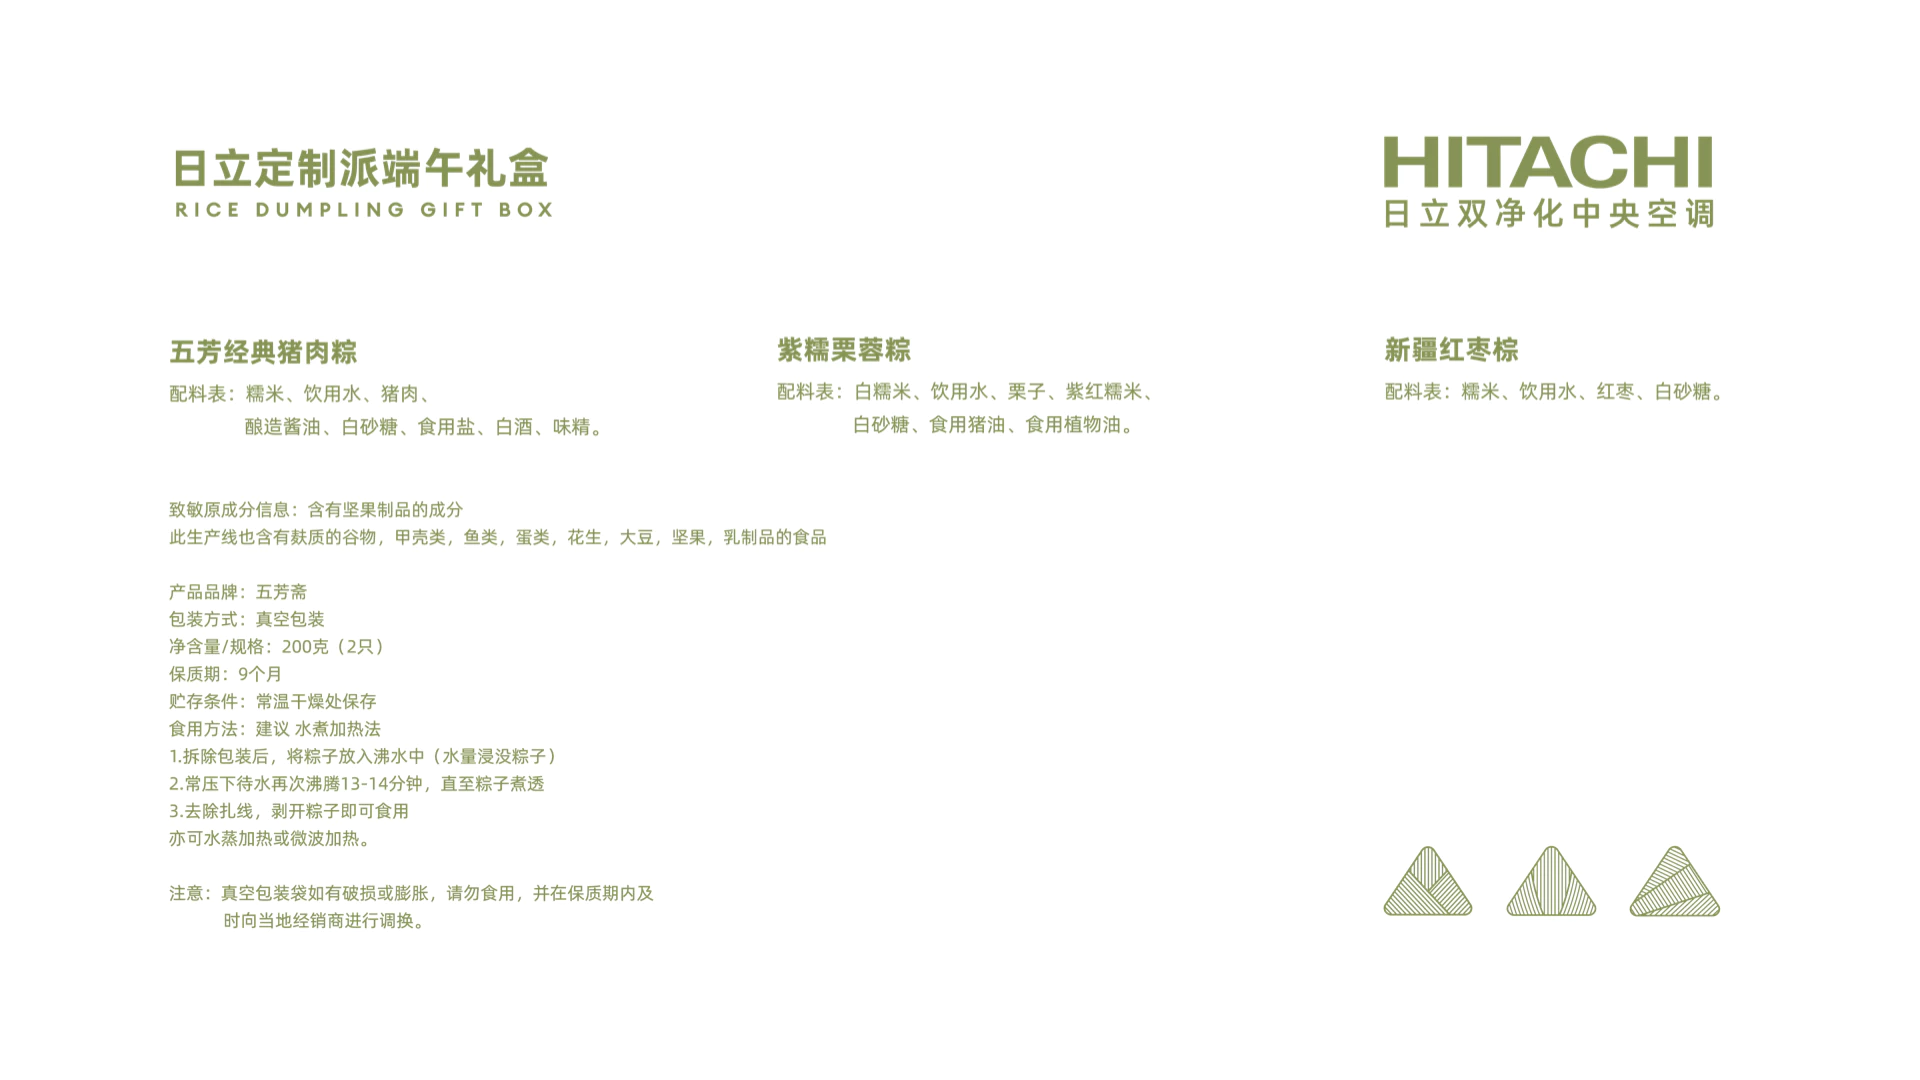 日立定制派端午礼盒
RICE DUMPLING GIFT BOX
HITACHI
日立双净化中央空调
五芳经典猪肉粽
配料表：糯米、饮用水、猪肉、
酿造酱油、白砂糖、食用盐、白酒、味精。
紫糯栗蓉粽
配料表：白糯米、饮用水、栗子、紫红糯米、
白砂糖、食用猪油、食用植物油。
新疆红枣棕
配料表：糯米、饮用水、红枣、白砂糖。
致敏原成分信息：含有坚果制品的成分
此生产线也含有麸质的谷物，甲壳类，鱼类，蛋类，花生，大豆，坚果，乳制品的食品
产品品牌：五芳斋
包装方式：真空包装
净含量/规格：200克（2只）
保质期：9个月
贮存条件：常温干燥处保存
食用方法：建议 水煮加热法
1.拆除包装后，将粽子放入沸水中（水量浸没粽子）
2.常压下待水再次沸腾13-14分钟，直至粽子煮透
3.去除扎线，剥开粽子即可食用
亦可水蒸加热或微波加热。
注意：真空包装袋如有破损或膨胀，请勿食用，并在保质期内及
时向当地经销商进行调换。